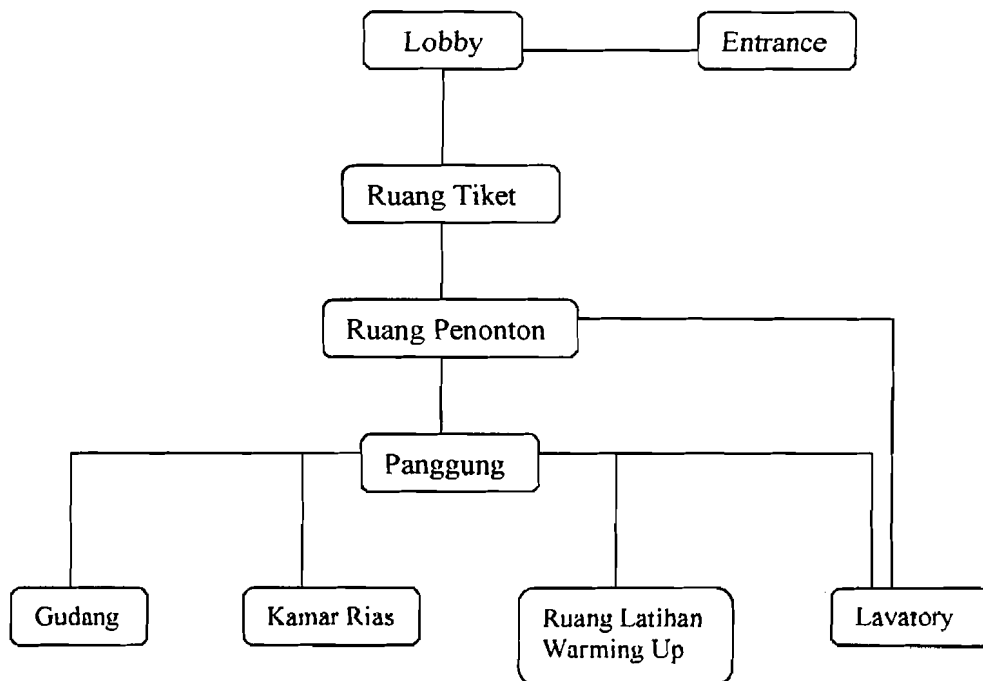 Lobby
Entrance
Ruang Tiket
Ruang Penonton
Panggung
Gudang
Kamar Rias
Ruang Latihan
Warming Up
Lavatory